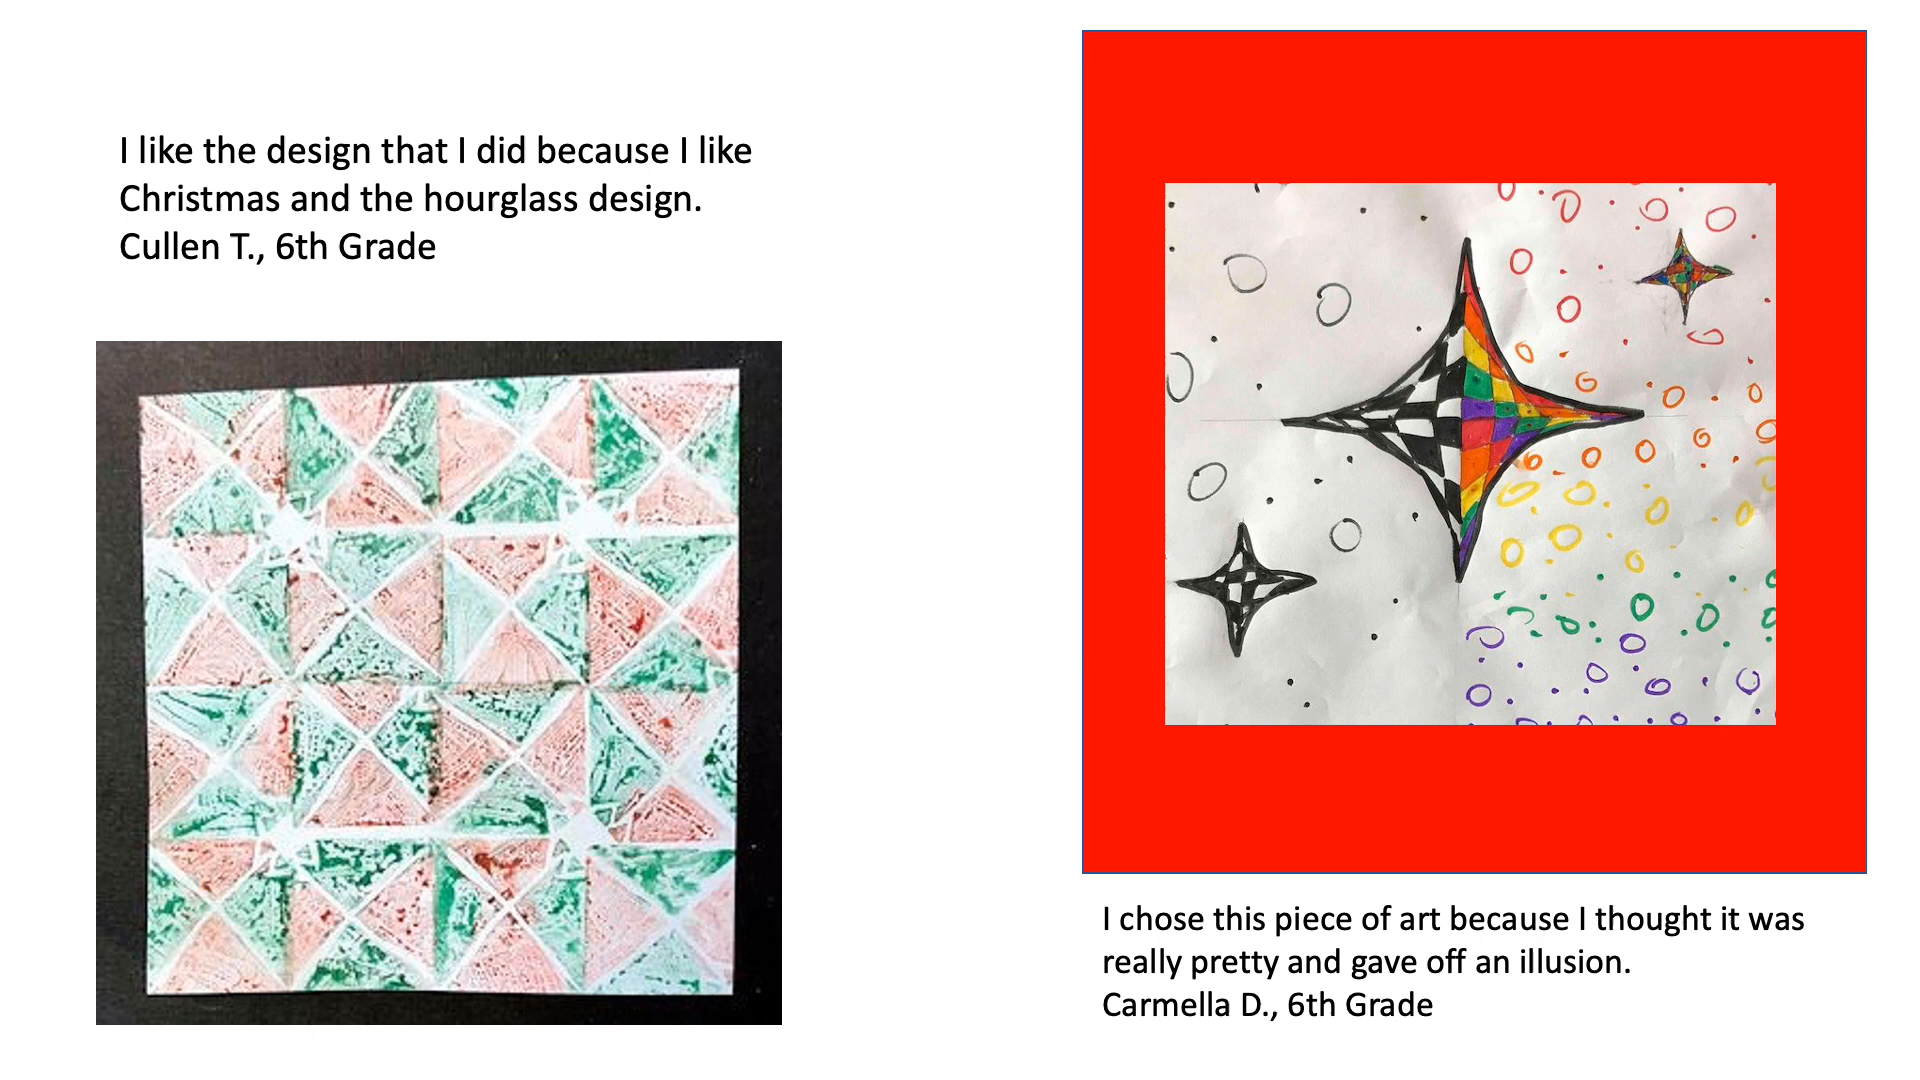 I like the design that I did because I like
Christmas and the hourglass design.
Cullen T., 6th Grade
I chose this piece of art because I thought it was
really pretty and gave off an illusion.
Carmella D., 6th Grade